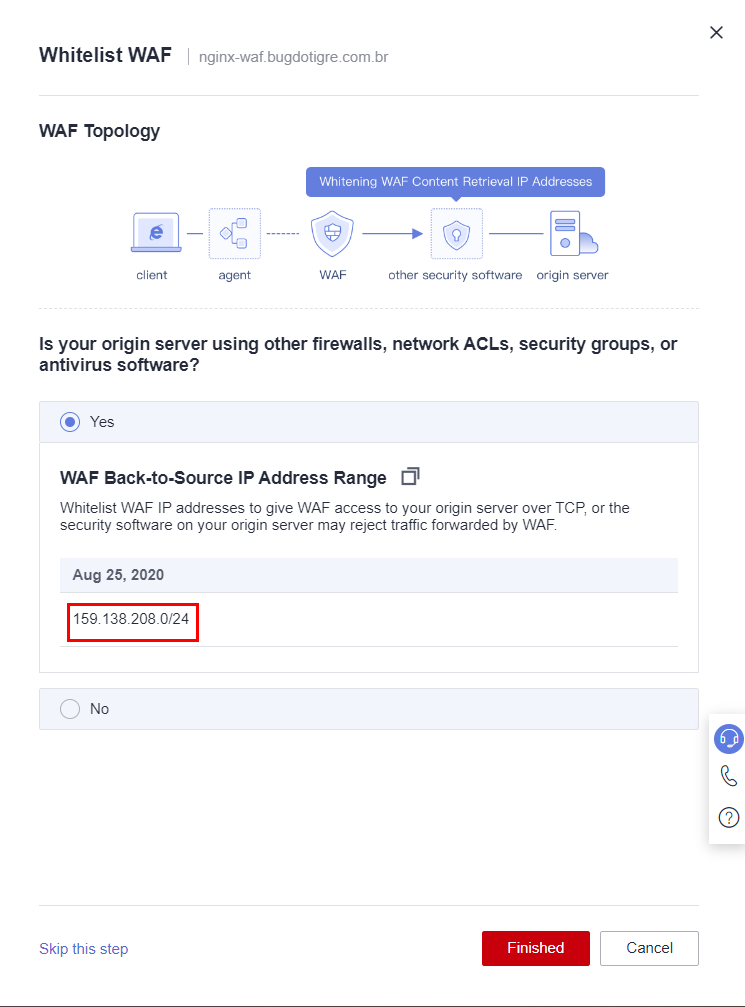 Whitelist WAF | nginx-waf.bugdotigre.com.br
WAF Topology
Whitening WAF Content Retrieval IP Addresses
client agent WAF other security software origin server
Is your origin server using other firewalls, network ACLs, security groups, or
antivirus software?
Yes
WAF Back-to-Source IP Address Range
Whitelist WAF IP addresses to give WAF access to your origin server over TCP, or the
security software on your origin server may reject traffic forwarded by WAF.
Aug 25, 2020
159.138.208.0/24
No
Skip this step Finished Cancel